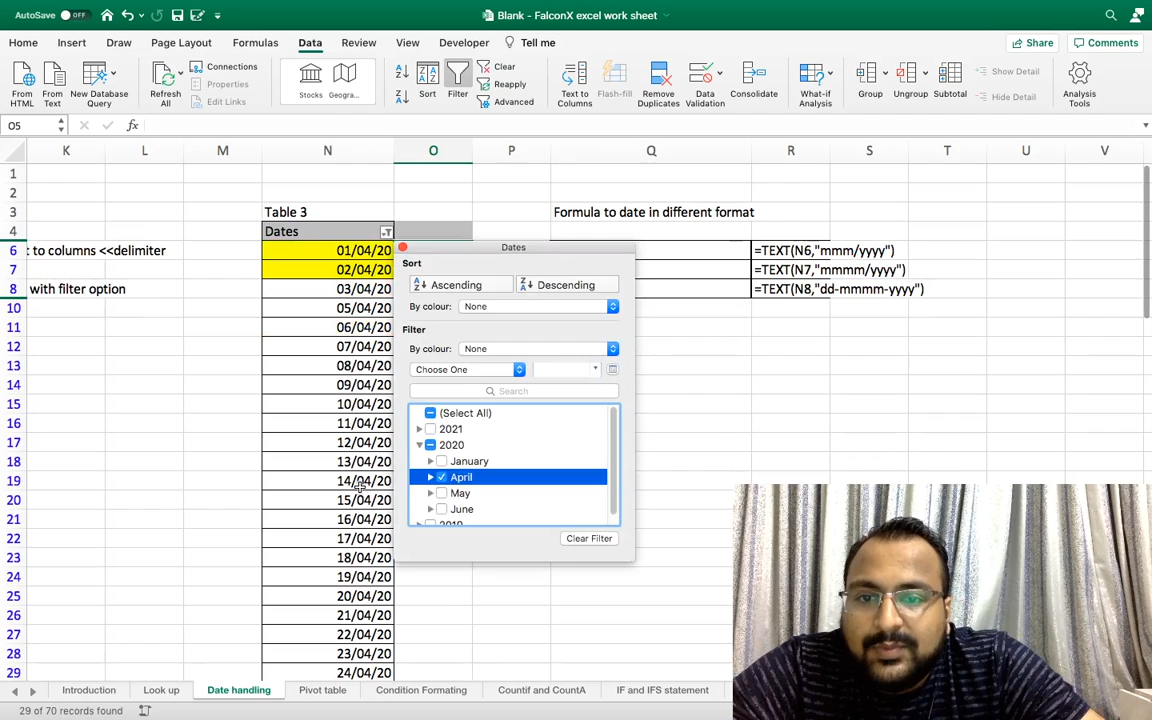 AutoSave OFF
Blank - FalconX excel work sheet
Home Insert Draw Page Layout Formulas Data Review View Developer Tell me
Share Comments
From HTML
From Text
New Database Query
Refresh All
Connections
Properties
Edit Links
Stocks Geogra...
Sort
Filter
Clear
Reapply
Advanced
Text to Columns
Flash-fill
Remove Duplicates
Data Validation
Consolidate
What-if Analysis
Group
Ungroup
Subtotal
Show Detail
Hide Detail
Analysis Tools
O5 fx
K L M N O P Q R S T U V
1
2
3 Table 3 Formula to date in different format
4 Dates
6 t to columns <<delimiter 01/04/20 =TEXT(N6,"mmm/yyyy")
7 02/04/20 =TEXT(N7,"mmmm/yyyy")
8 with filter option 03/04/20 =TEXT(N8,"dd-mmmm-yyyy")
10 05/04/20
11 06/04/20
12 07/04/20
13 08/04/20
14 09/04/20
15 10/04/20
16 11/04/20
17 12/04/20
18 13/04/20
19 14/04/20
20 15/04/20
21 16/04/20
22 17/04/20
23 18/04/20
24 19/04/20
25 20/04/20
26 21/04/20
27 22/04/20
28 23/04/20
29 24/04/20
Dates
Sort
Ascending Descending
By colour: None
Filter
By colour: None
Choose One
Search
(Select All)
2021
2020
January
April
May
June
2019
Clear Filter
Introduction Look up Date handling Pivot table Condition Formating Countif and CountA IF and IFS statement
29 of 70 records found